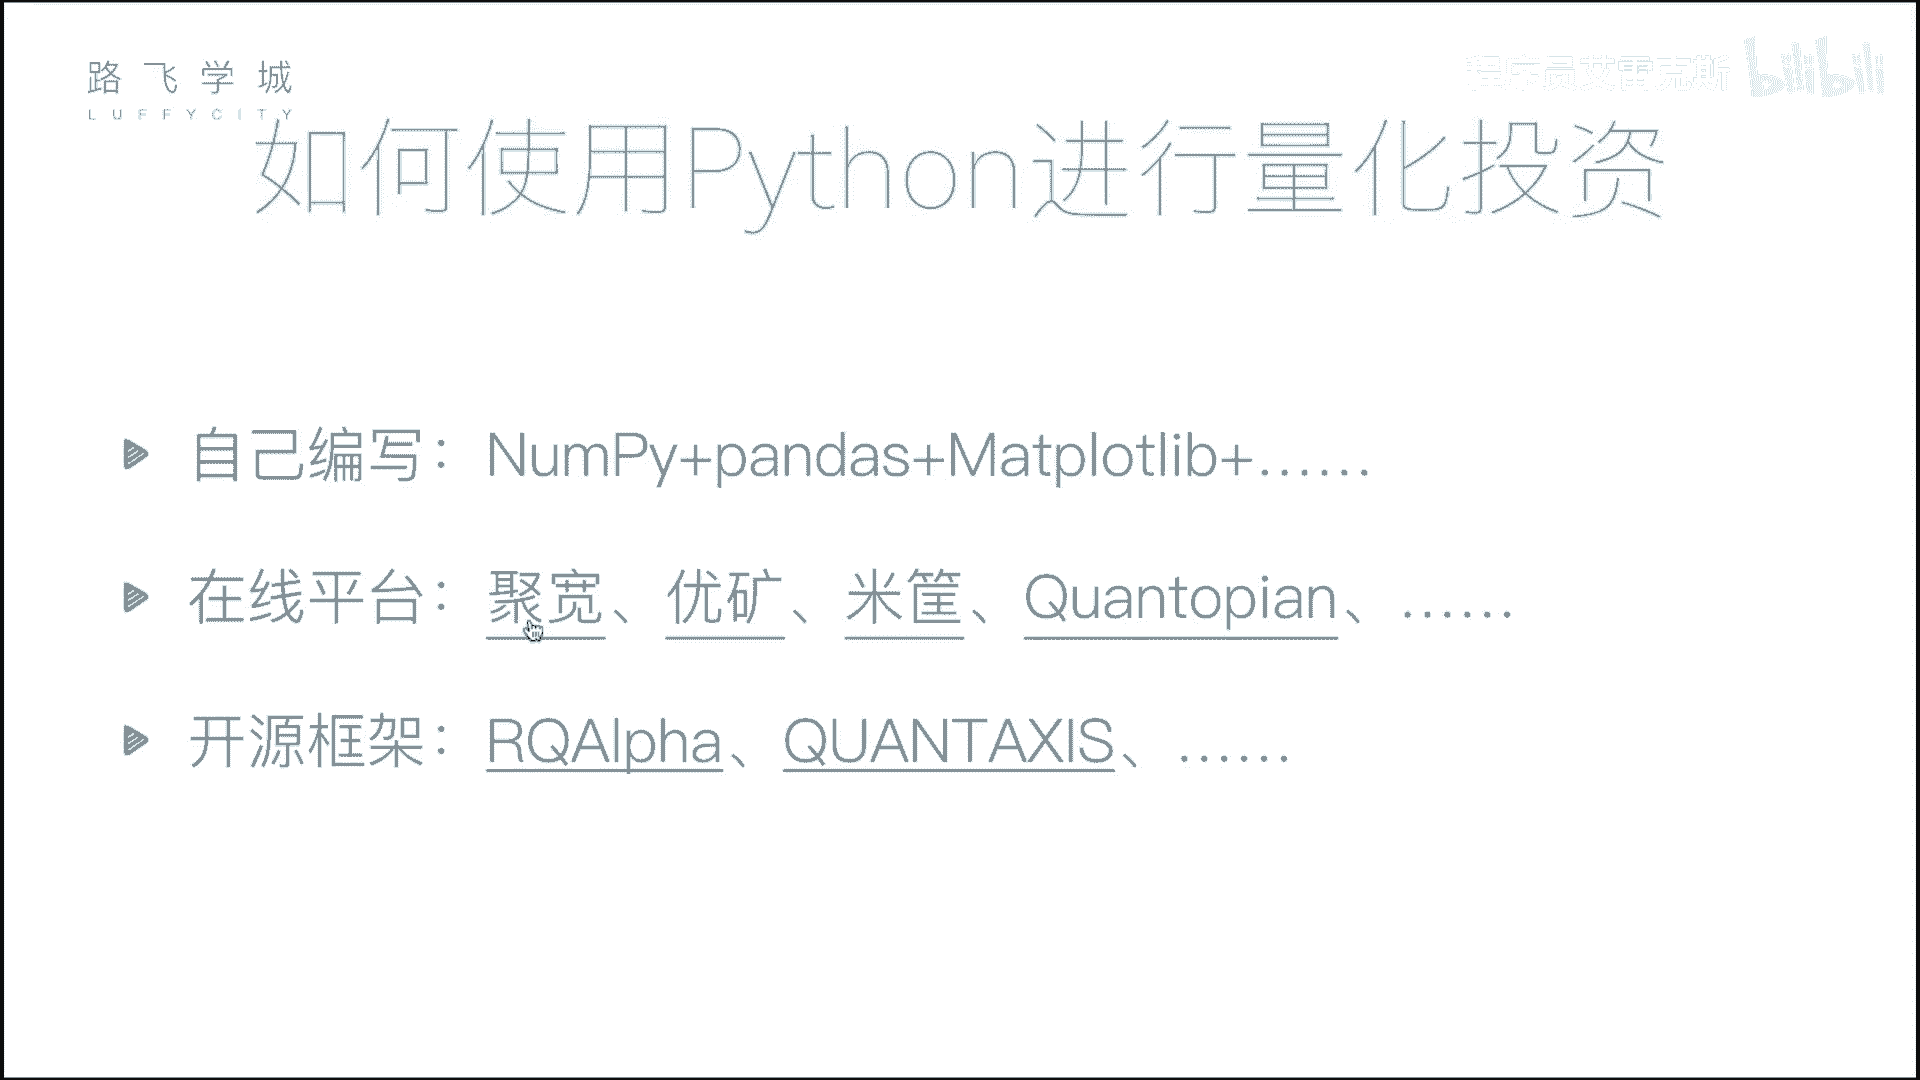 路飞学城
LUFFYCITY
程序员艾雷克斯 bilibili
如何使用Python进行量化投资
自己编写：NumPy+pandas+Matplotlib+……
在线平台：聚宽、优矿、米筐、Quantopian、……
开源框架：RQAlpha、QUANTAXIS、……